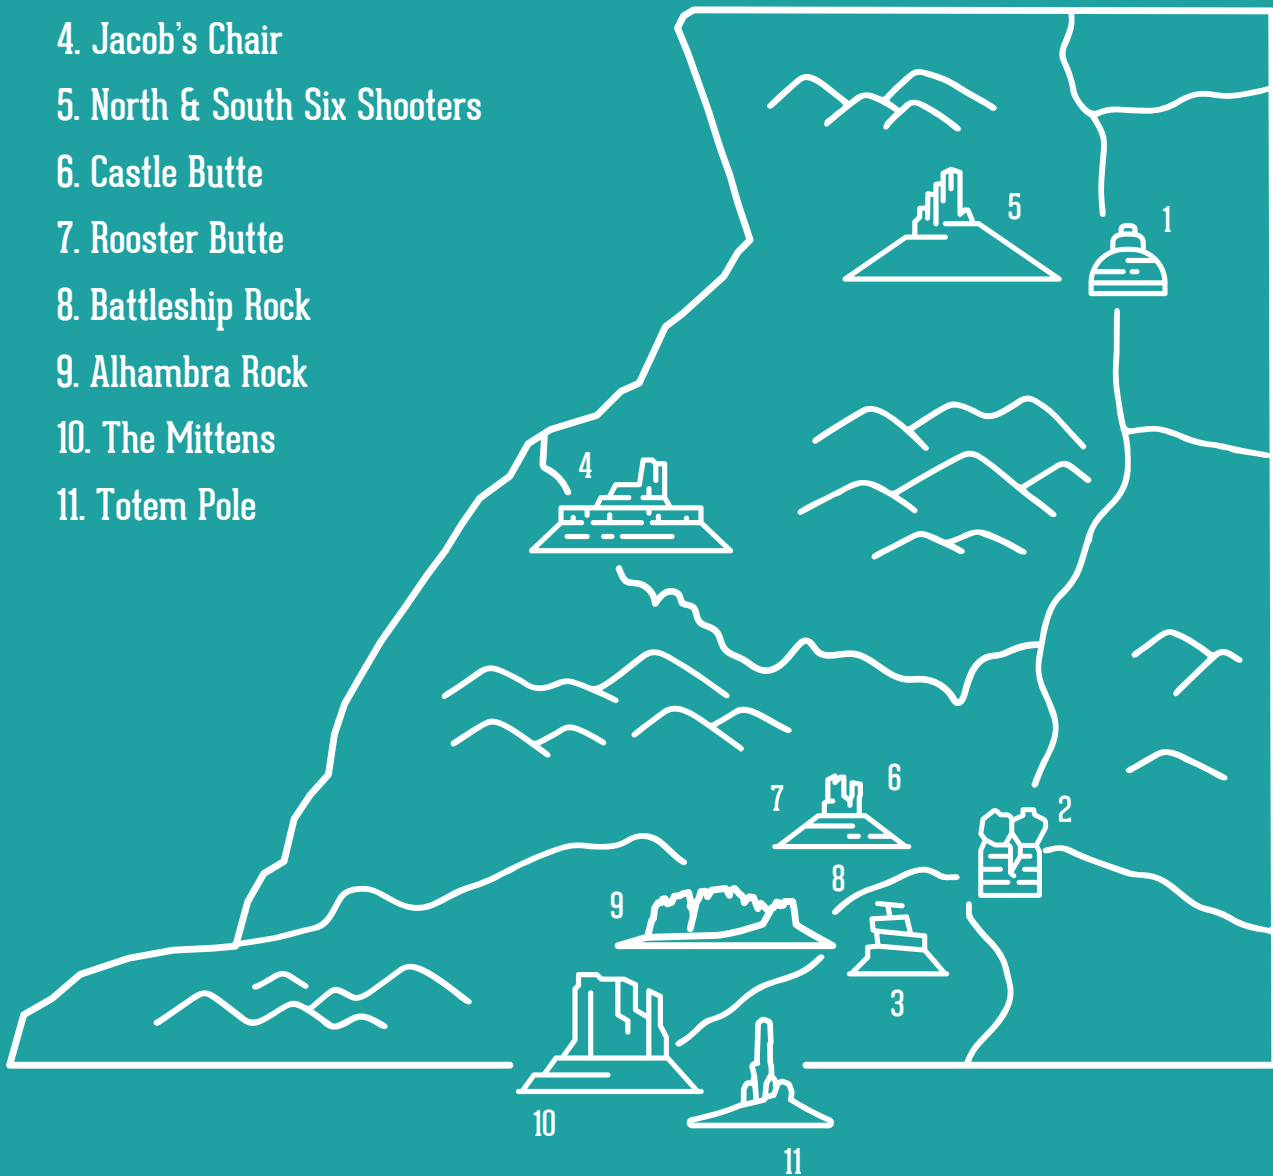 4. Jacob's Chair
5. North & South Six Shooters
6. Castle Butte
7. Rooster Butte
8. Battleship Rock
9. Alhambra Rock
10. The Mittens
11. Totem Pole
5
1
4
6
7
2
8
9
3
10
11